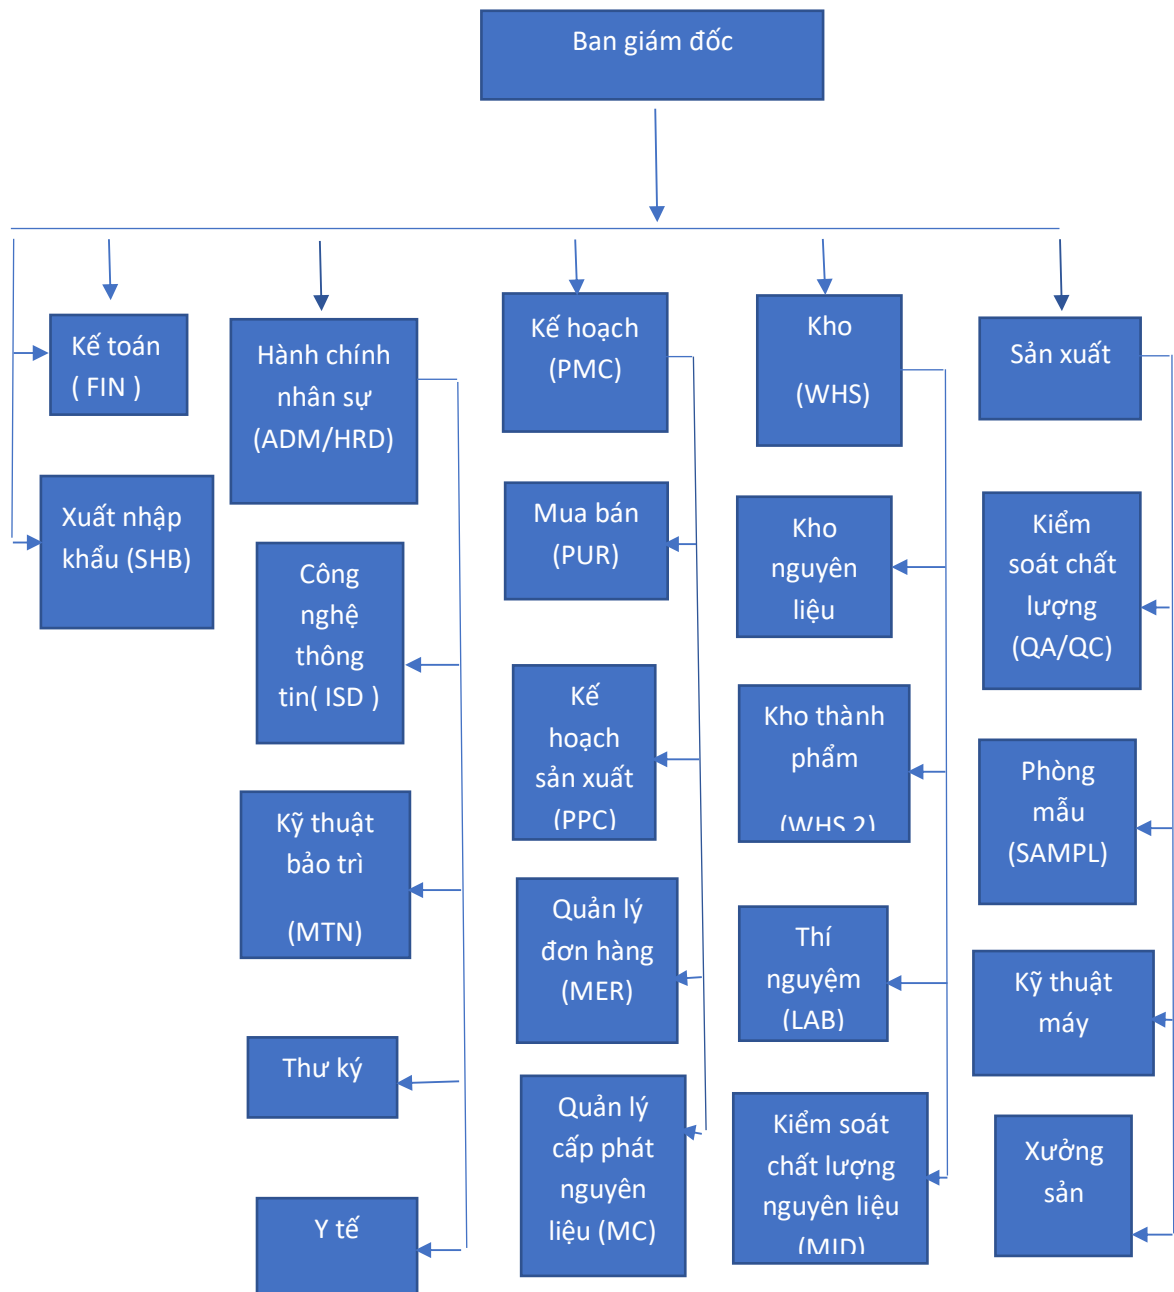 Ban giám đốc
Kế toán
( FIN )
Xuất nhập
khẩu (SHB)
Hành chính
nhân sự
(ADM/HRD)
Công
nghệ
thông
tin( ISD )
Kỹ thuật
bảo trì
(MTN)
Thư ký
Y tế
Kế hoạch
(PMC)
Mua bán
(PUR)
Kế
hoạch
sản xuất
(PPC)
Quản lý
đơn hàng
(MER)
Quản lý
cấp phát
nguyên
liệu (MC)
Kho
(WHS)
Kho
nguyên
liệu
Kho thành
phẩm
(WHS 2)
Thí
nguyệm
(LAB)
Kiểm soát
chất lượng
nguyên liệu
(MID)
Sản xuất
Kiểm
soát chất
lượng
(QA/QC)
Phòng
mẫu
(SAMPL)
Kỹ thuật
máy
Xưởng
sản